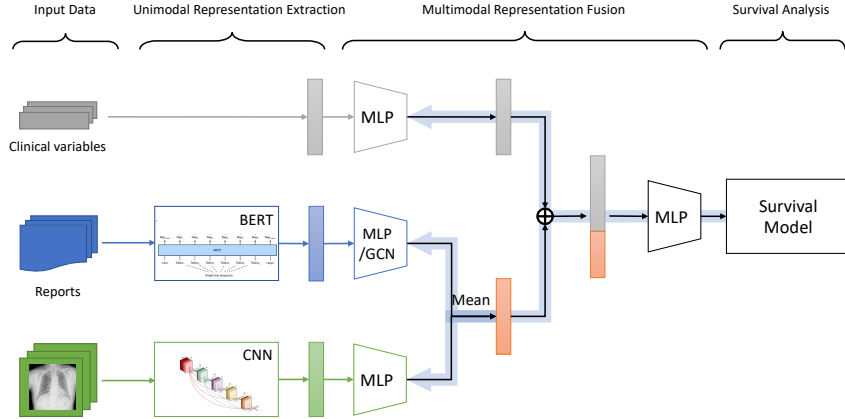 Input Data
Unimodal Representation Extraction
Multimodal Representation Fusion
Survival Analysis
Clinical variables
MLP
BERT
BERT
Reports
MLP
/GCN
Mean
MLP
Survival
Model
CNN
MLP